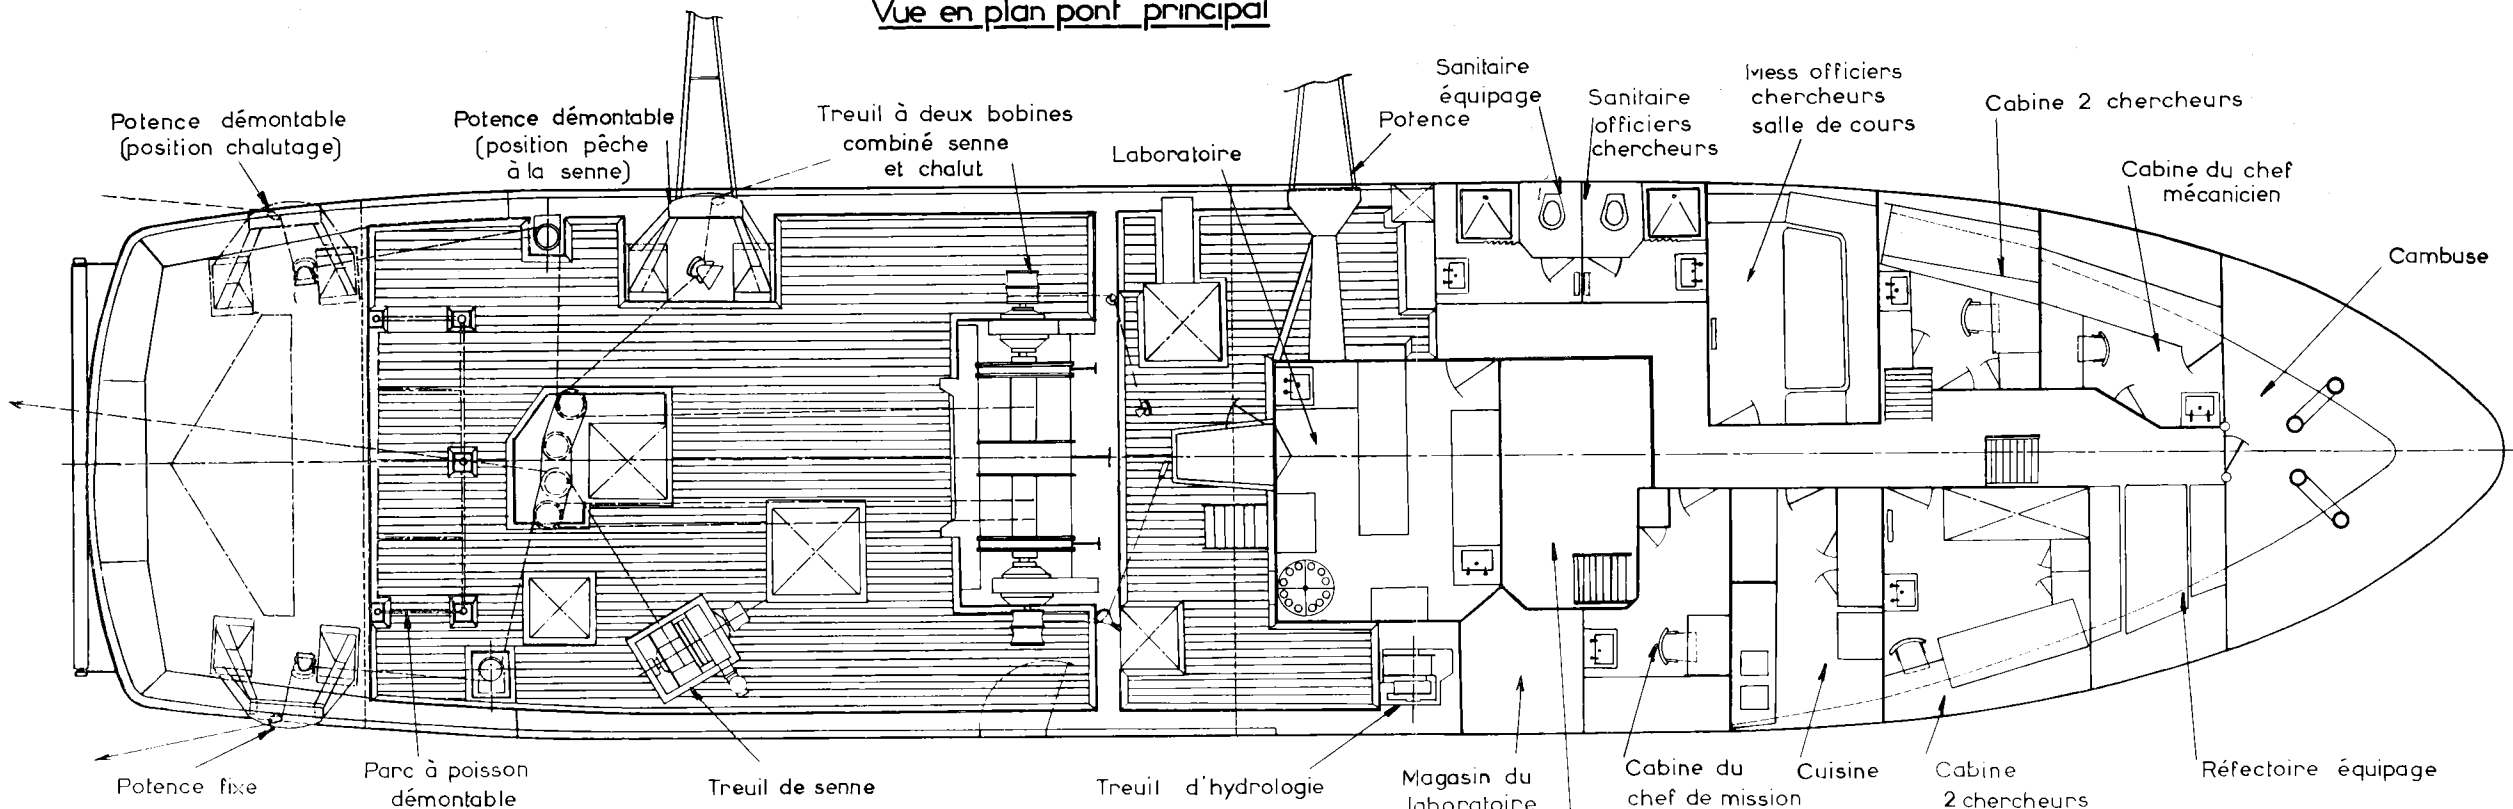 Vue en plan pont principal
Potence démontable
(position chalutage)
Potence démontable
(position pêche
à la senne)
Treuil à deux bobines
combiné senne
et chalut
Laboratoire
Potence
Sanitaire
équipage
Sanitaire
officiers
chercheurs
Mess officiers
chercheurs
salle de cours
Cabine 2 chercheurs
Cabine du chef
mécanicien
Cambuse
Potence fixe
Parc à poisson
démontable
Treuil de senne
Treuil d'hydrologie
Magasin du
laboratoire
Cabine du
chef de mission
Cuisine
Cabine
2 chercheurs
Réfectoire équipage